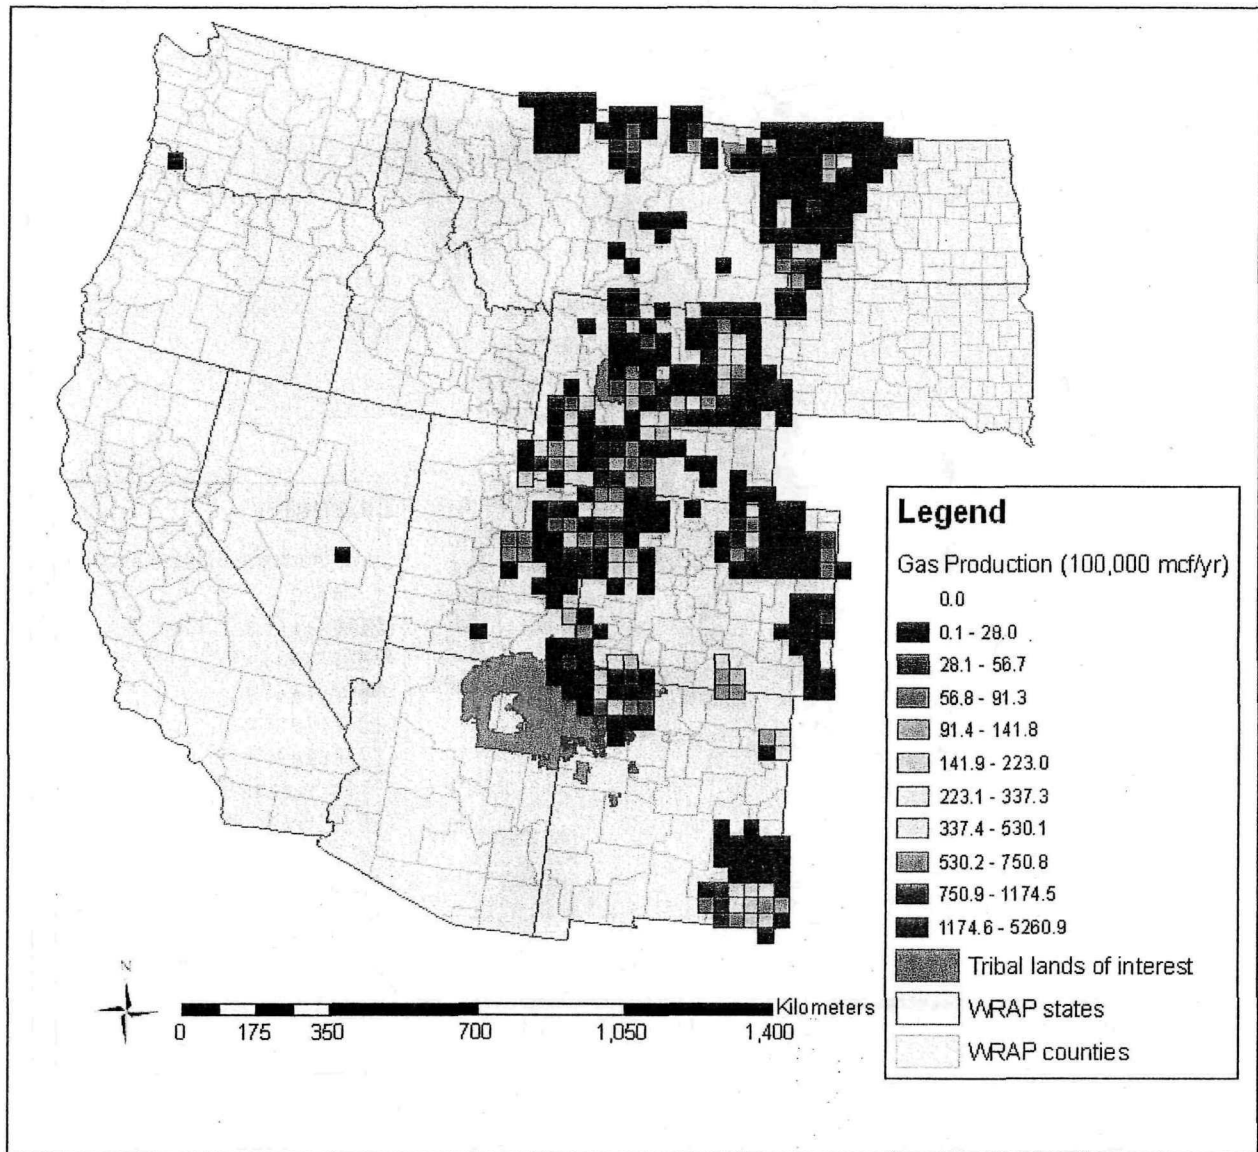 Legend
Gas Production (100,000 mcf/yr)
0.0
0.1 - 28.0
28.1 - 56.7
56.8 - 91.3
91.4 - 141.8
141.9 - 223.0
223.1 - 337.3
337.4 - 530.1
530.2 - 750.8
750.9 - 1174.5
1174.6 - 5260.9
Tribal lands of interest
WRAP states
WRAP counties
N
Kilometers
0 175 350 700 1,050 1,400